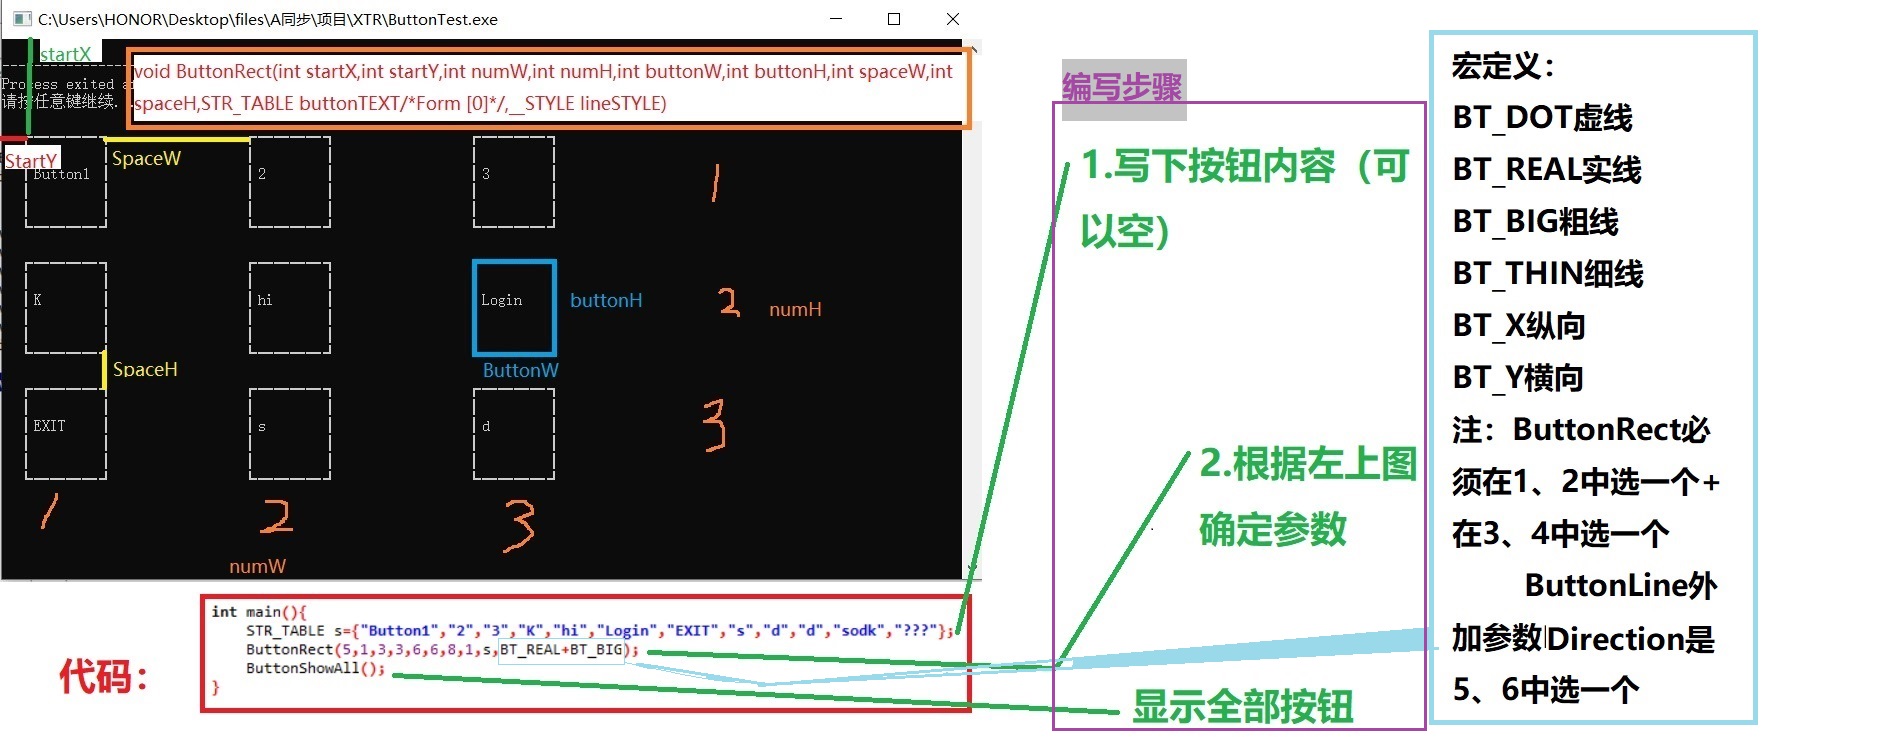 C:\Users\HONOR\Desktop\files\A同步\项目\XTR\ButtonTest.exe
startX
void ButtonRect(int startX,int startY,int numW,int numH,int buttonW,int buttonH,int spaceW,int
spaceH,STR_TABLE buttonTEXT/*Form [0]*/,__STYLE lineSTYLE)
Process exited
请按任意键继续.
StartY
SpaceW
Button1
2
3
1
K
hi
Login
buttonH
2
numH
SpaceH
ButtonW
EXIT
s
d
3
1
2
3
numW
代码：
int main(){
STR_TABLE s={"Button1","2","3","K","hi","Login","EXIT","s","d","d","sodk","???"};
ButtonRect(5,1,3,3,6,6,8,1,s,BT_REAL+BT_BIG);
ButtonShowAll();
}
编写步骤
1.写下按钮内容（可
以空）
2.根据左上图
确定参数
显示全部按钮
宏定义：
BT_DOT虚线
BT_REAL实线
BT_BIG粗线
BT_THIN细线
BT_X纵向
BT_Y横向
注：ButtonRect必
须在1、2中选一个+
在3、4中选一个
ButtonLine外
加参数Direction是
5、6中选一个